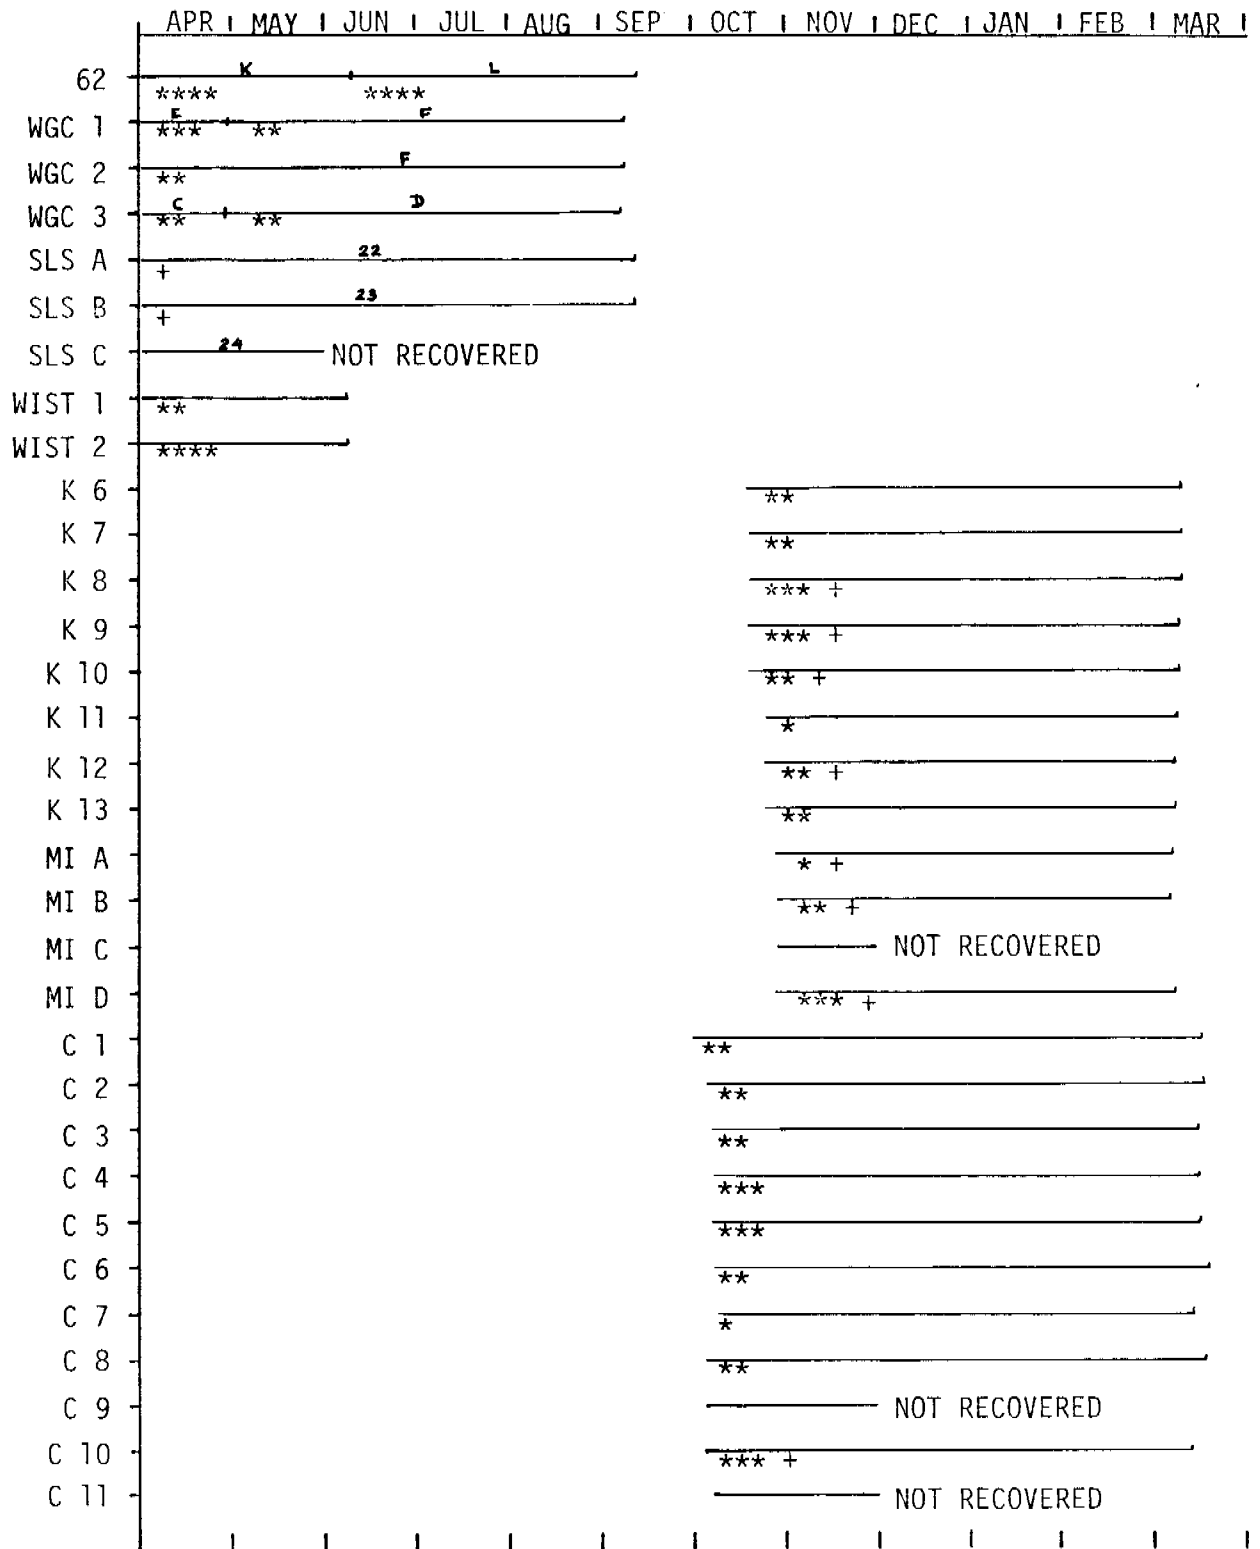 APR MAY JUN JUL AUG SEP OCT NOV DEC JAN FEB MAR
K L
62
**** ****
E F
WGC 1
*** **
F
WGC 2
**
C D
WGC 3
** **
22
SLS A
+
23
SLS B
+
24
SLS C NOT RECOVERED
WIST 1
**
WIST 2
****
K 6
**
K 7
**
K 8
*** +
K 9
*** +
K 10
** +
K 11
*
K 12
** +
K 13
**
MI A
* +
MI B
** +
MI C NOT RECOVERED
MI D
*** +
C 1
**
C 2
**
C 3
**
C 4
***
C 5
***
C 6
**
C 7
*
C 8
**
C 9 NOT RECOVERED
C 10
*** +
C 11 NOT RECOVERED